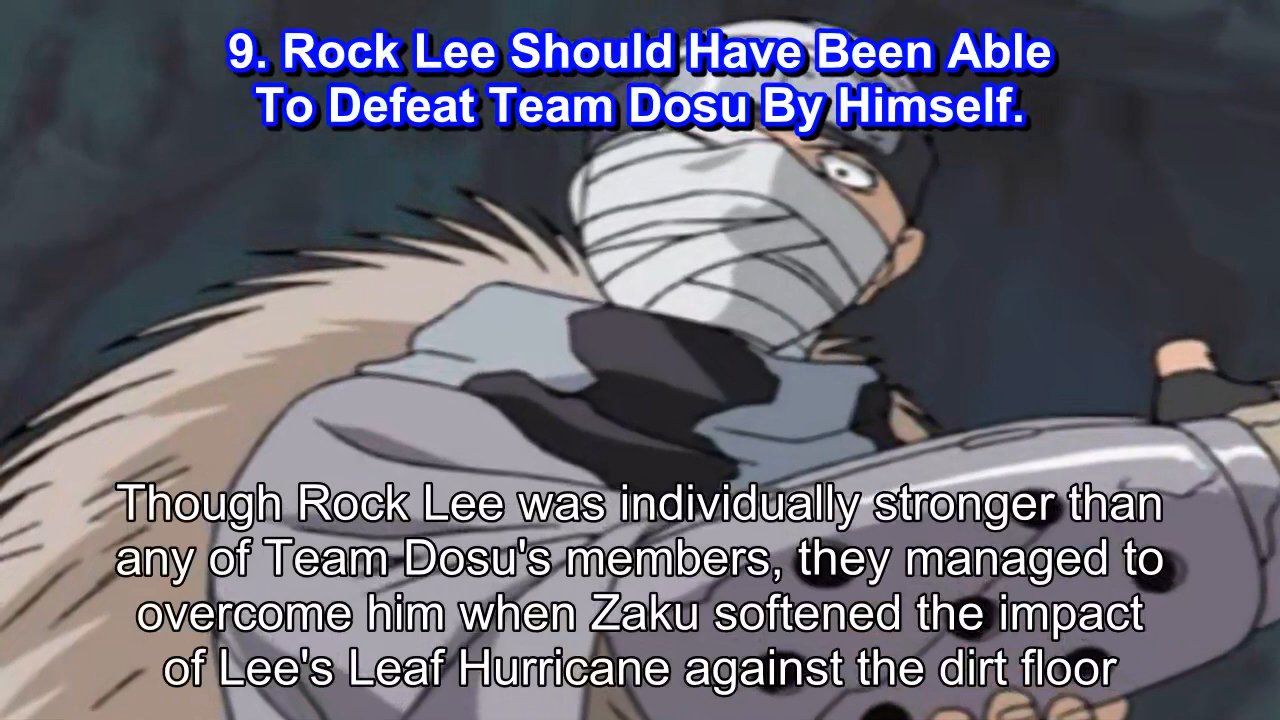 9. Rock Lee Should Have Been Able
To Defeat Team Dosu By Himself.
Though Rock Lee was individually stronger than
any of Team Dosu's members, they managed to
overcome him when Zaku softened the impact
of Lee's Leaf Hurricane against the dirt floor